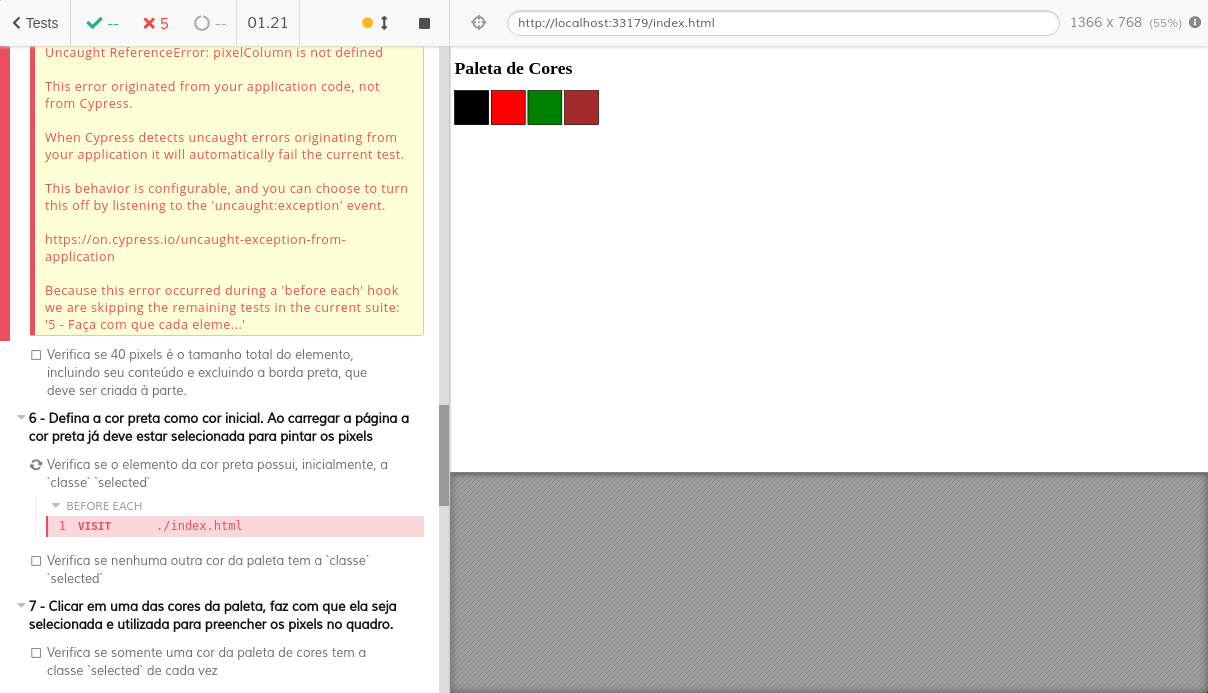 Tests
--
5
--
01.21
http://localhost:33179/index.html
1366 x 768 (55%)
Uncaught ReferenceError: pixelColumn is not defined
This error originated from your application code, not
from Cypress.
When Cypress detects uncaught errors originating from
your application it will automatically fail the current test.
This behavior is configurable, and you can choose to turn
this off by listening to the 'uncaught:exception' event.
https://on.cypress.io/uncaught-exception-from-
application
Because this error occurred during a 'before each' hook
we are skipping the remaining tests in the current suite:
'5 - Faça com que cada eleme...'
Verifica se 40 pixels é o tamanho total do elemento,
incluindo seu conteúdo e excluindo a borda preta, que
deve ser criada à parte.
6 - Defina a cor preta como cor inicial. Ao carregar a página a
cor preta já deve estar selecionada para pintar os pixels
Verifica se o elemento da cor preta possui, inicialmente, a
`classe` `selected`
BEFORE EACH
1 VISIT ./index.html
Verifica se nenhuma outra cor da paleta tem a `classe`
`selected`
7 - Clicar em uma das cores da paleta, faz com que ela seja
selecionada e utilizada para preencher os pixels no quadro.
Verifica se somente uma cor da paleta de cores tem a
classe `selected` de cada vez
Paleta de Cores